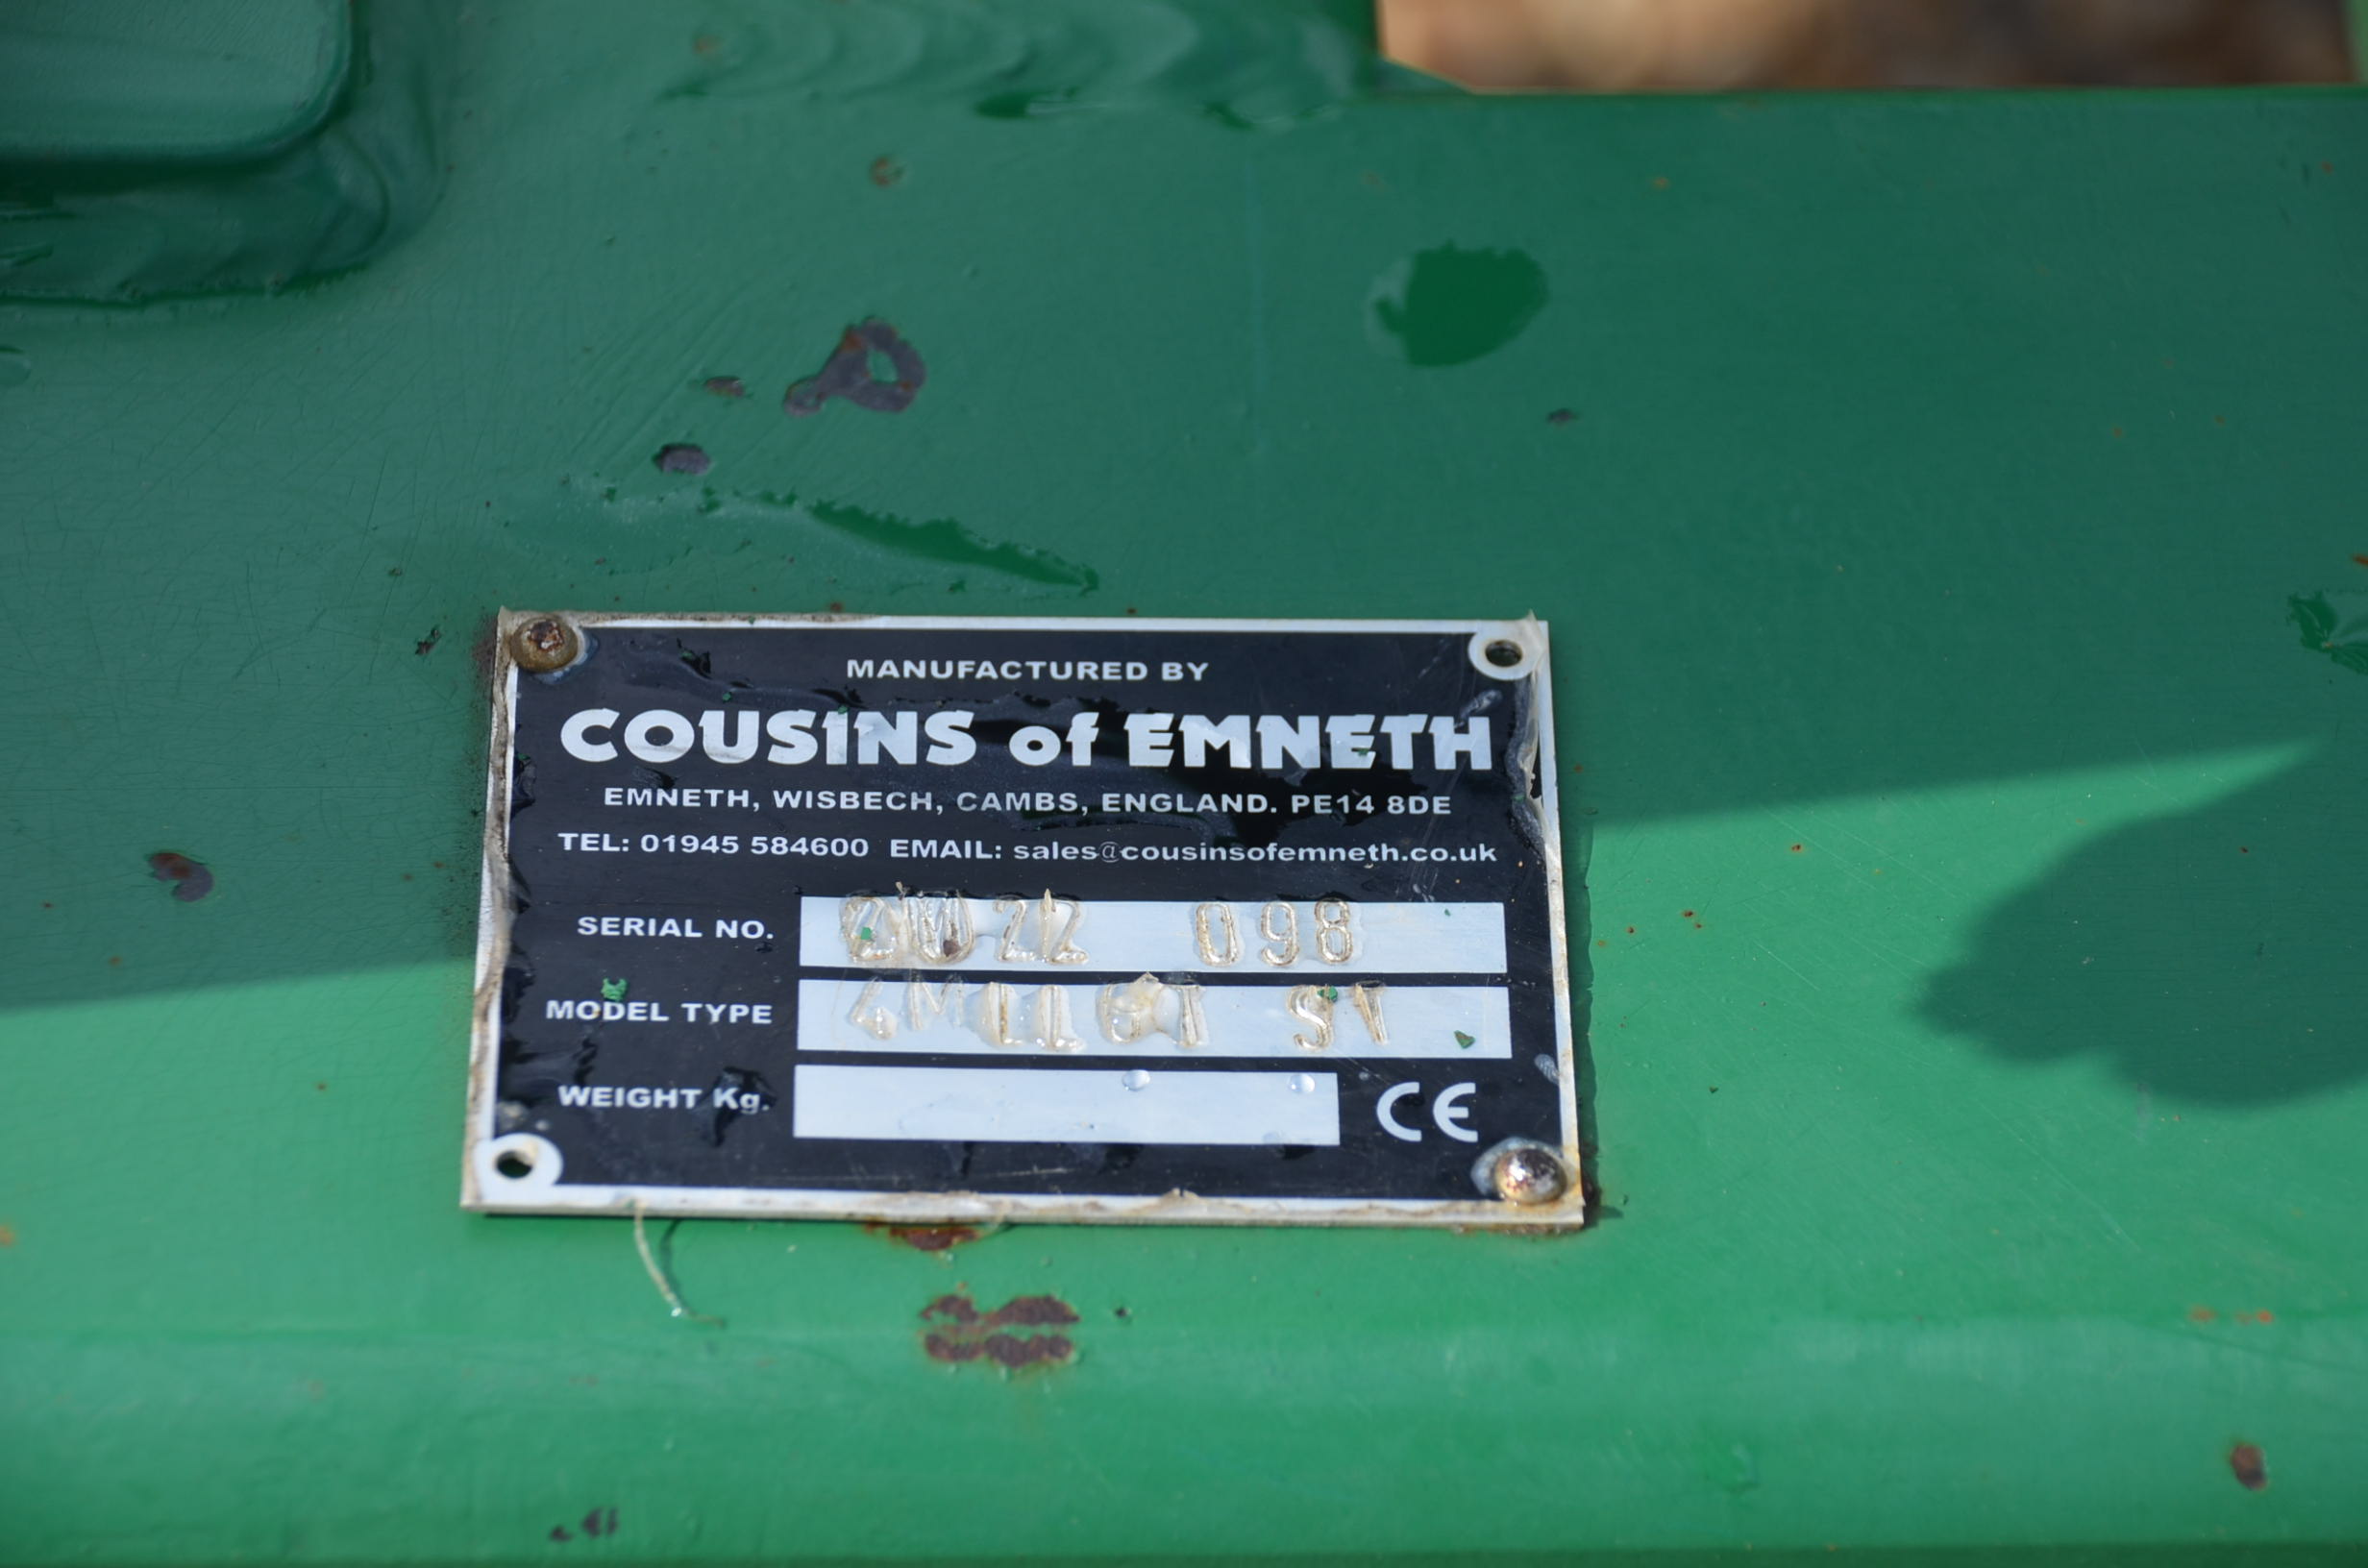 MANUFACTURED BY
COUSINS of EMNETH
EMNETH, WISBECH, CAMBS, ENGLAND. PE14 8DE
TEL: 01945 584600 EMAIL: sales@cousinsofemneth.co.uk
SERIAL NO. 22 098
MODEL TYPE
WEIGHT Kg. CE